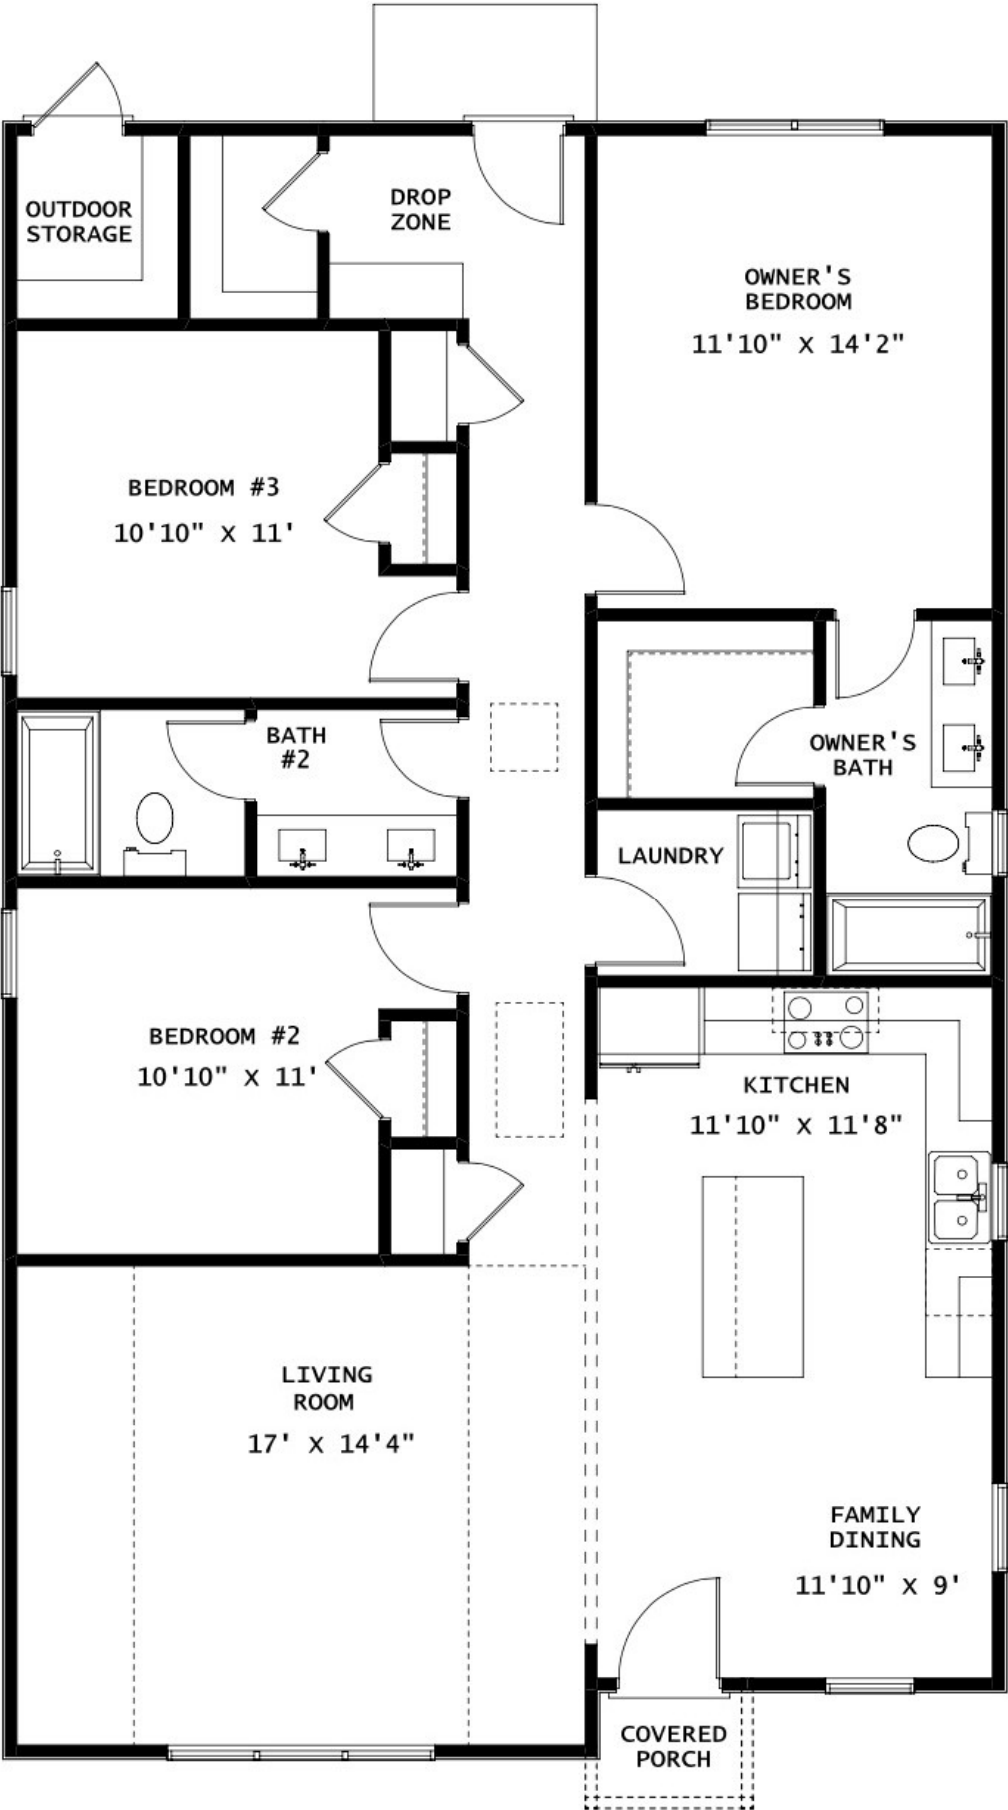 OUTDOOR
STORAGE
DROP
ZONE
OWNER'S
BEDROOM
11'10" X 14'2"
BEDROOM #3
10'10" X 11'
BATH
#2
OWNER'S
BATH
LAUNDRY
BEDROOM #2
10'10" X 11'
KITCHEN
11'10" X 11'8"
LIVING
ROOM
17' X 14'4"
FAMILY
DINING
11'10" X 9'
COVERED
PORCH